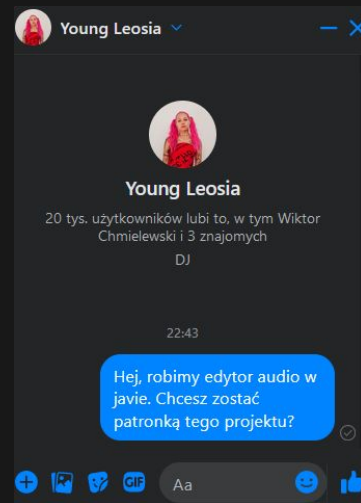 Young Leosia
Young Leosia
20 tys. użytkowników lubi to, w tym Wiktor
Chmielewski i 3 znajomych
DJ
22:43
Hej, robimy edytor audio w
javie. Chcesz zostać
patronką tego projektu?
GIF
Aa